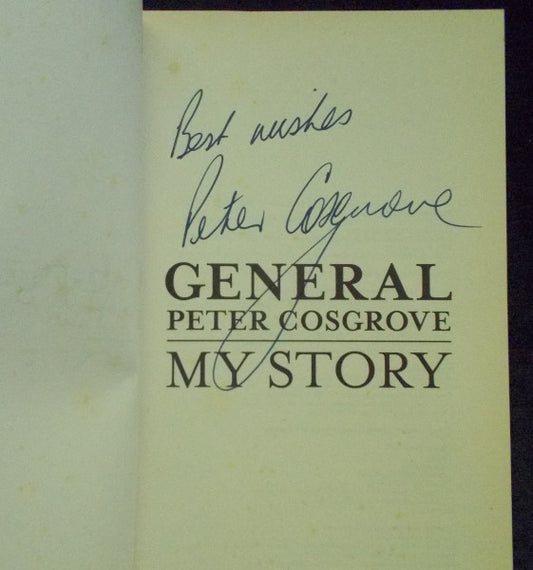 Best wishes
Peter Cosgrove
GENERAL
PETER COSGROVE
MY STORY